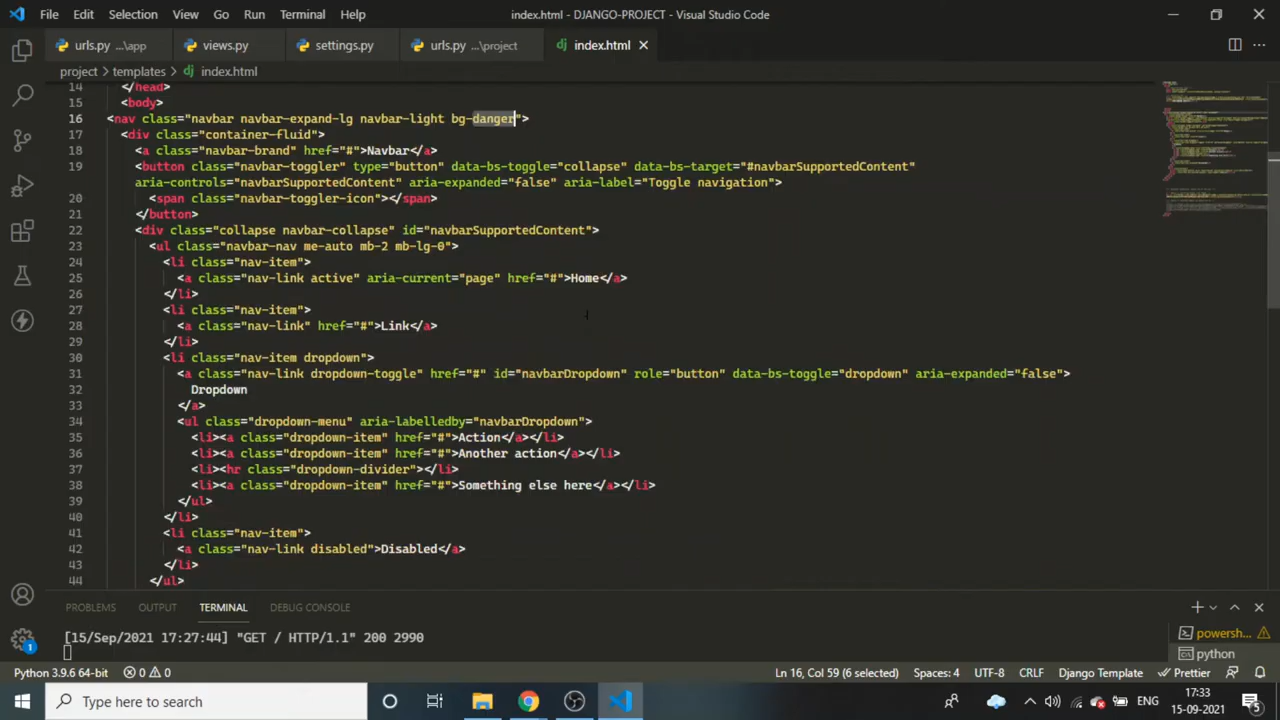 File Edit Selection View Go Run Terminal Help index.html - DJANGO-PROJECT - Visual Studio Code
urls.py ...\app views.py settings.py urls.py ...\project dj index.html
project > templates > dj index.html
14 </head>
15 <body>
16 <nav class="navbar navbar-expand-lg navbar-light bg-danger">
17 <div class="container-fluid">
18 <a class="navbar-brand" href="#">Navbar</a>
19 <button class="navbar-toggler" type="button" data-bs-toggle="collapse" data-bs-target="#navbarSupportedContent"
aria-controls="navbarSupportedContent" aria-expanded="false" aria-label="Toggle navigation">
20 <span class="navbar-toggler-icon"></span>
21 </button>
22 <div class="collapse navbar-collapse" id="navbarSupportedContent">
23 <ul class="navbar-nav me-auto mb-2 mb-lg-0">
24 <li class="nav-item">
25 <a class="nav-link active" aria-current="page" href="#">Home</a>
26 </li>
27 <li class="nav-item">
28 <a class="nav-link" href="#">Link</a>
29 </li>
30 <li class="nav-item dropdown">
31 <a class="nav-link dropdown-toggle" href="#" id="navbarDropdown" role="button" data-bs-toggle="dropdown" aria-expanded="false">
32 Dropdown
33 </a>
34 <ul class="dropdown-menu" aria-labelledby="navbarDropdown">
35 <li><a class="dropdown-item" href="#">Action</a></li>
36 <li><a class="dropdown-item" href="#">Another action</a></li>
37 <li><hr class="dropdown-divider"></li>
38 <li><a class="dropdown-item" href="#">Something else here</a></li>
39 </ul>
40 </li>
41 <li class="nav-item">
42 <a class="nav-link disabled">Disabled</a>
43 </li>
44 </ul>
PROBLEMS OUTPUT TERMINAL DEBUG CONSOLE
[15/Sep/2021 17:27:44] "GET / HTTP/1.1" 200 2990
powersh...
python
1
Python 3.9.6 64-bit 0 0 Ln 16, Col 59 (6 selected) Spaces: 4 UTF-8 CRLF Django Template Prettier
Type here to search
ENG
17:33
15-09-2021
5